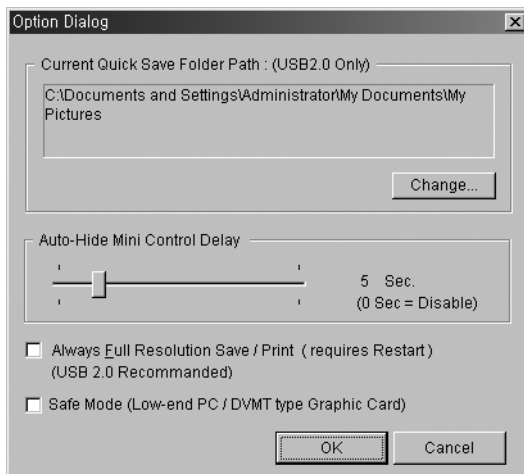 Option Dialog
Current Quick Save Folder Path : (USB2.0 Only)
C:\Documents and Settings\Administrator\My Documents\My
Pictures
Change...
Auto-Hide Mini Control Delay
5 Sec.
(0 Sec = Disable)
Always Full Resolution Save / Print ( requires Restart )
(USB 2.0 Recommanded)
Safe Mode (Low-end PC / DVMT type Graphic Card)
OK
Cancel